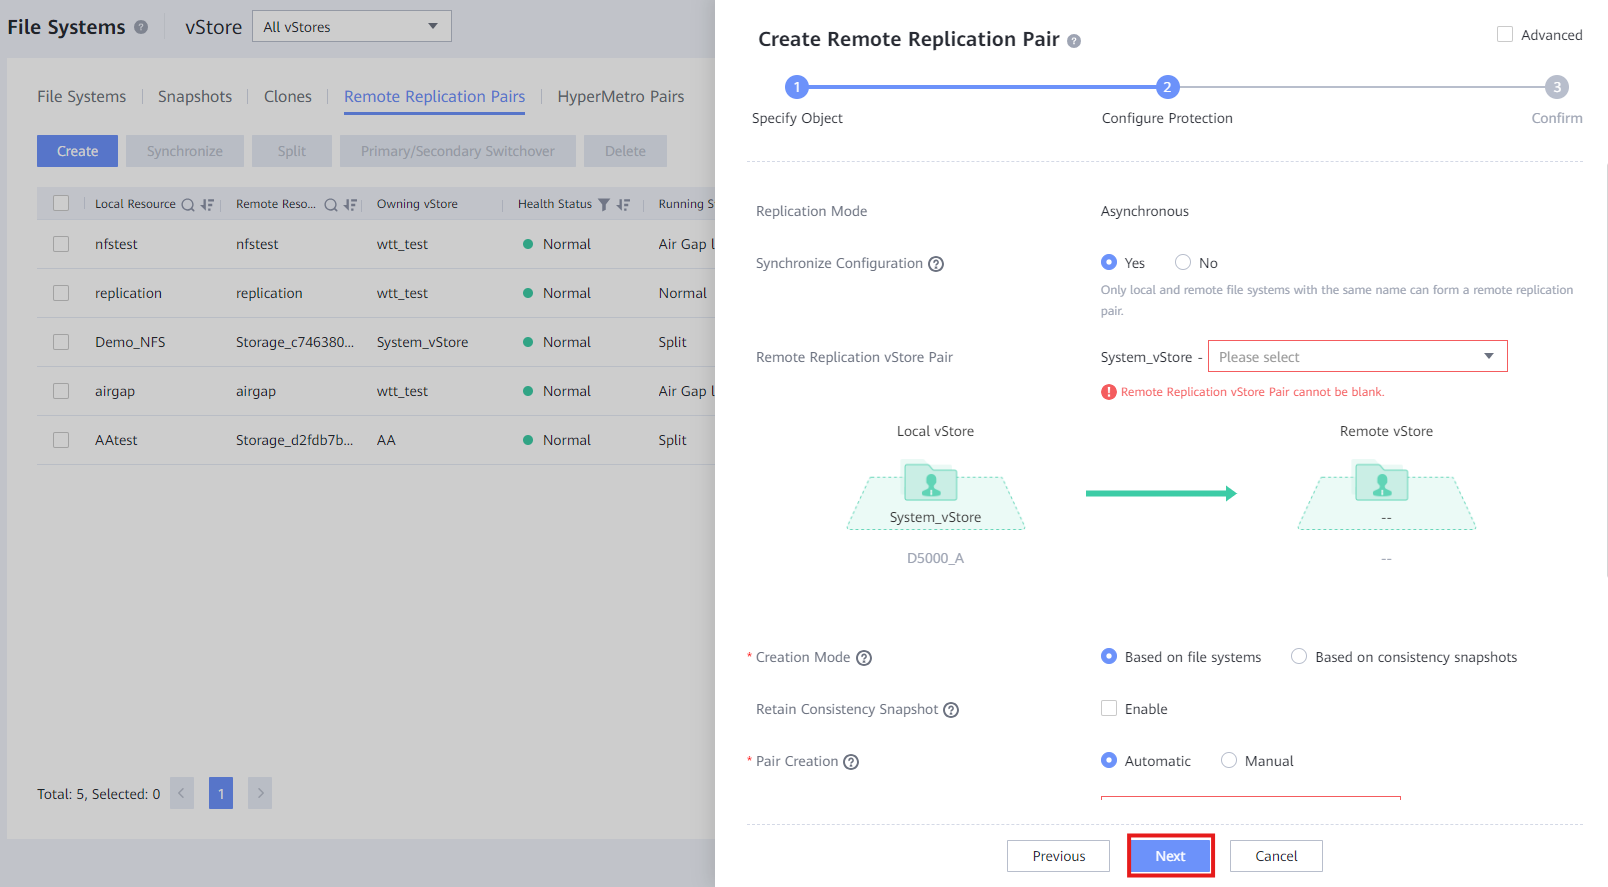 File Systems
vStore
All vStores
File Systems
Snapshots
Clones
Remote Replication Pairs
HyperMetro Pairs
Create
Synchronize
Split
Primary/Secondary Switchover
Delete
Local Resource
Remote Reso...
Owning vStore
Health Status
Running S
nfstest nfstest wtt_test Normal Air Gap l
replication replication wtt_test Normal Normal
Demo_NFS Storage_c746380... System_vStore Normal Split
airgap airgap wtt_test Normal Air Gap l
AAtest Storage_d2fdb7b... AA Normal Split
Total: 5, Selected: 0
< 1 >
Create Remote Replication Pair
Advanced
1 2 3
Specify Object
Configure Protection
Confirm
Replication Mode
Asynchronous
Synchronize Configuration
Yes
No
Only local and remote file systems with the same name can form a remote replication
pair.
Remote Replication vStore Pair
System_vStore -
Please select
Remote Replication vStore Pair cannot be blank.
Local vStore
Remote vStore
System_vStore
--
D5000_A
--
* Creation Mode
Based on file systems
Based on consistency snapshots
Retain Consistency Snapshot
Enable
* Pair Creation
Automatic
Manual
Previous
Next
Cancel